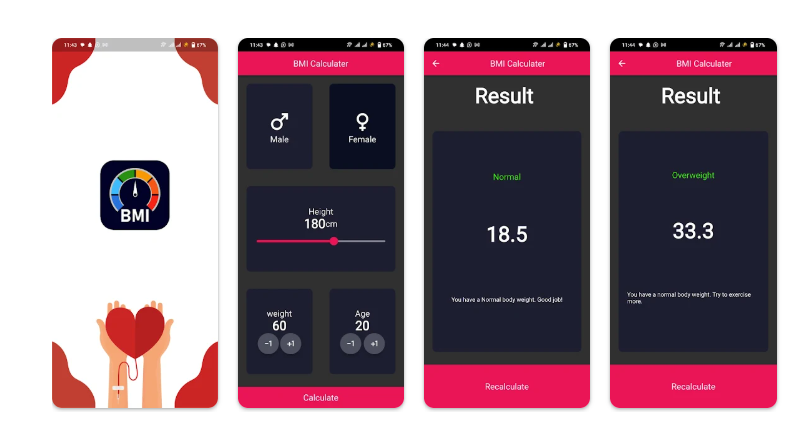 11:43
87%
BMI
11:43
87%
BMI Calculater
Male
Female
Height
180cm
weight
60
-1
+1
Age
20
-1
+1
Calculate
11:44
87%
BMI Calculater
Result
Normal
18.5
You have a Normal body weight. Good job!
Recalculate
11:44
87%
BMI Calculater
Result
Overweight
33.3
You have a normal body weight. Try to exercise
more.
Recalculate